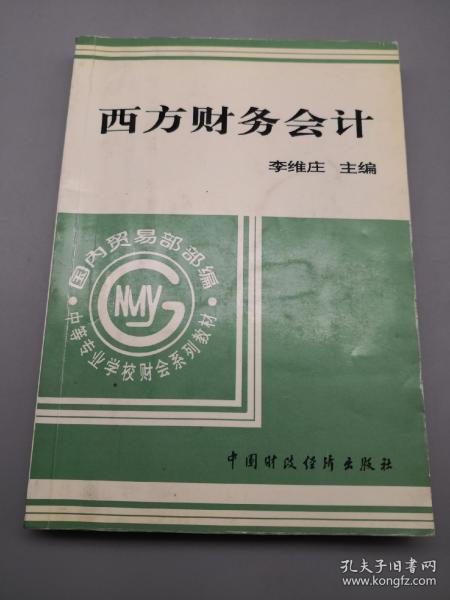 西方财务会计
李维庄 主编
国内贸易部部编
NMYG
·中等专业学校财会系列教材·
中国财政经济出版社
孔夫子旧书网
www.kongfz.com